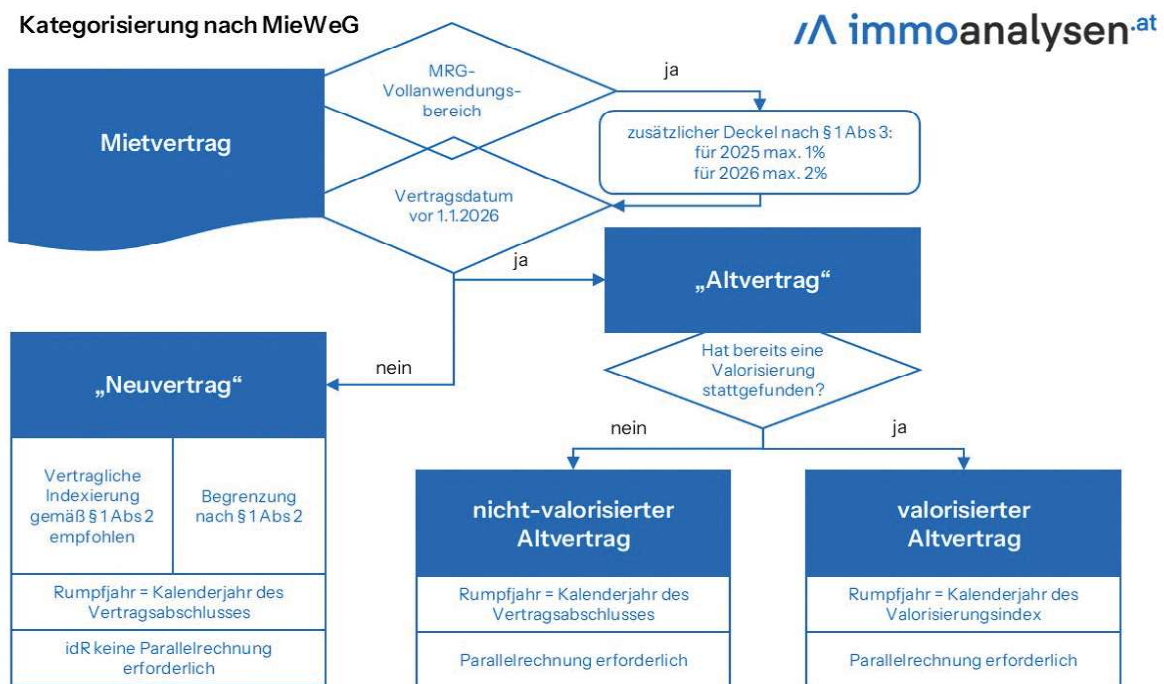 Kategorisierung nach MieWeG
immoanalysen.at
Mietvertrag
MRG-
Vollanwendungs-
bereich
ja
zusätzlicher Deckel nach § 1 Abs 3:
für 2025 max. 1%
für 2026 max. 2%
Vertragsdatum
vor 1.1.2026
ja
„Altvertrag“
nein
„Neuvertrag“
Hat bereits eine
Valorisierung
stattgefunden?
nein
ja
Vertragliche
Indexierung
gemäß § 1 Abs 2
empfohlen
Begrenzung
nach § 1 Abs 2
Rumpfjahr = Kalenderjahr des
Vertragsabschlusses
idR keine Parallelrechnung
erforderlich
nicht-valorisierter
Altvertrag
Rumpfjahr = Kalenderjahr des
Vertragsabschlusses
Parallelrechnung erforderlich
valorisierter
Altvertrag
Rumpfjahr = Kalenderjahr des
Valorisierungsindex
Parallelrechnung erforderlich